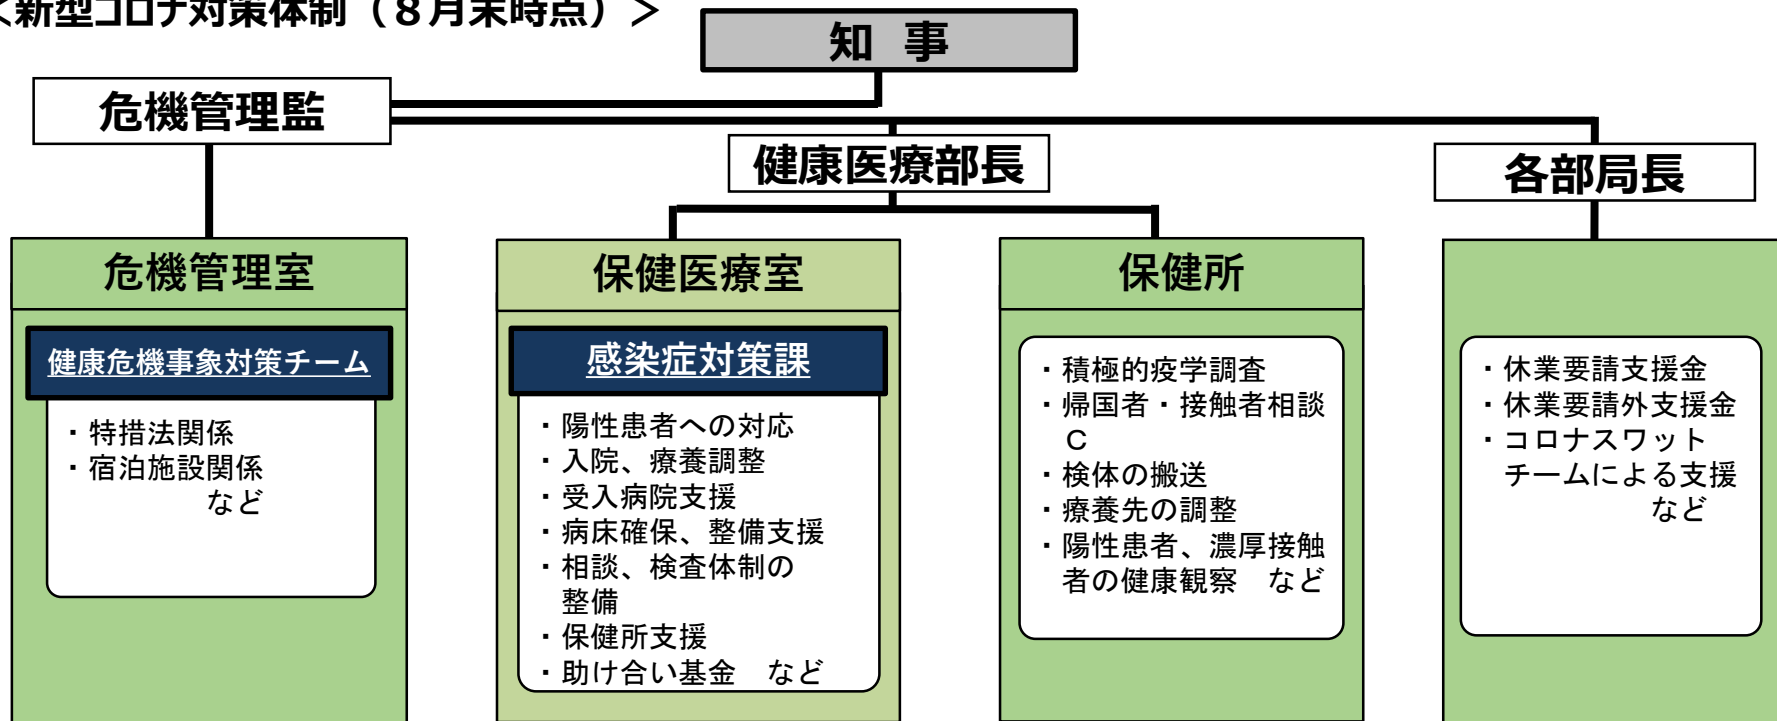 ＜新型コロナ対策体制（８月末時点）＞
知 事
危機管理監
健康医療部長
各部局長
危機管理室
健康危機事象対策チーム
・特措法関係
・宿泊施設関係
など
保健医療室
感染症対策課
・陽性患者への対応
・入院、療養調整
・受入病院支援
・病床確保、整備支援
・相談、検査体制の
整備
・保健所支援
・助け合い基金　など
保健所
・積極的疫学調査
・帰国者・接触者相談
Ｃ
・検体の搬送
・療養先の調整
・陽性患者、濃厚接触
者の健康観察　など
・休業要請支援金
・休業要請外支援金
・コロナスワット
チームによる支援
など